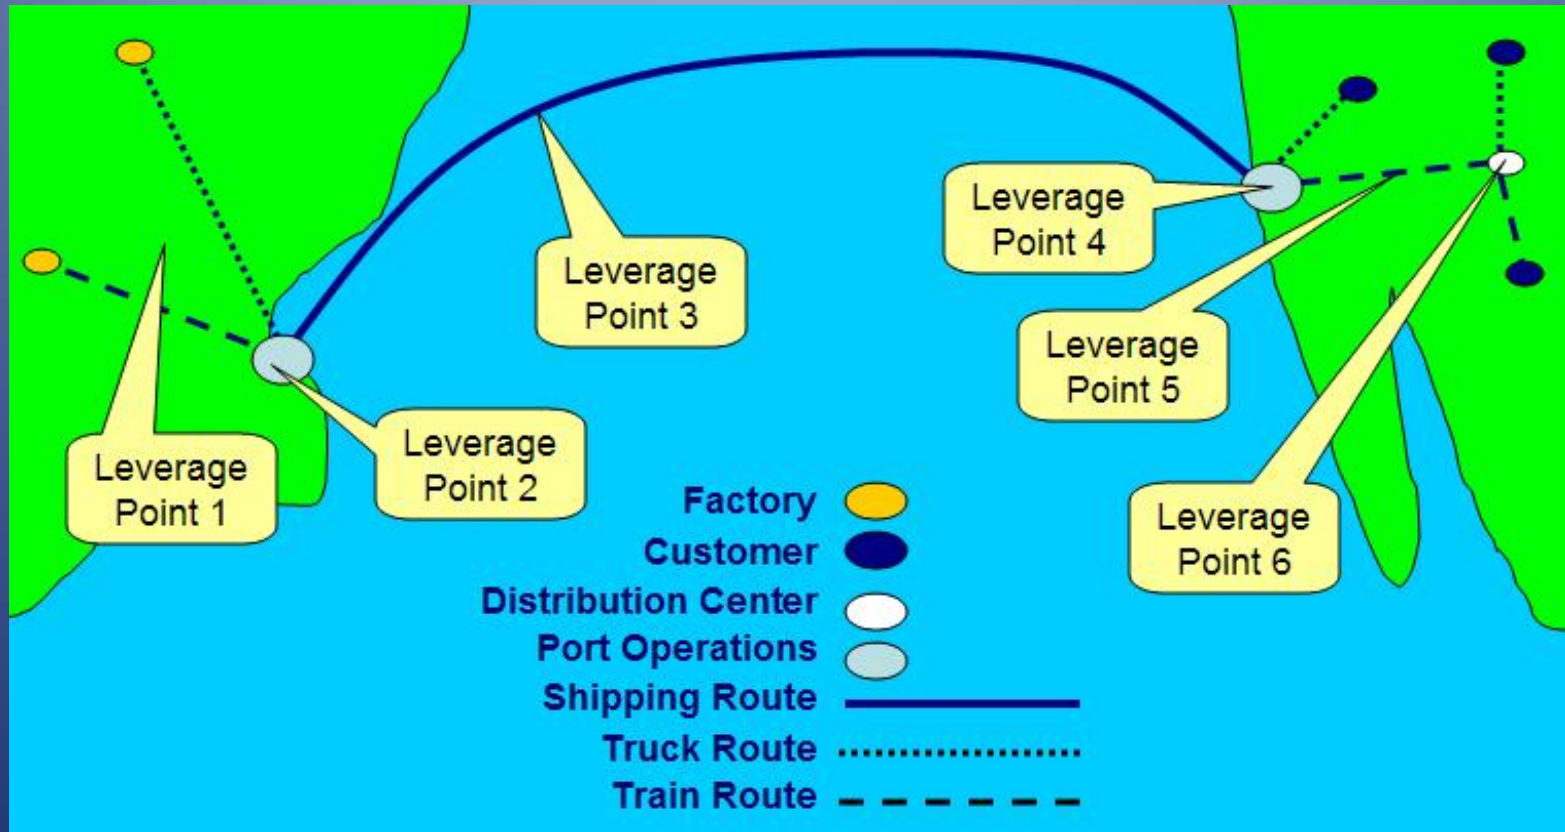 Leverage
Point 1
Leverage
Point 2
Leverage
Point 3
Leverage
Point 4
Leverage
Point 5
Leverage
Point 6
Factory
Customer
Distribution Center
Port Operations
Shipping Route
Truck Route
Train Route